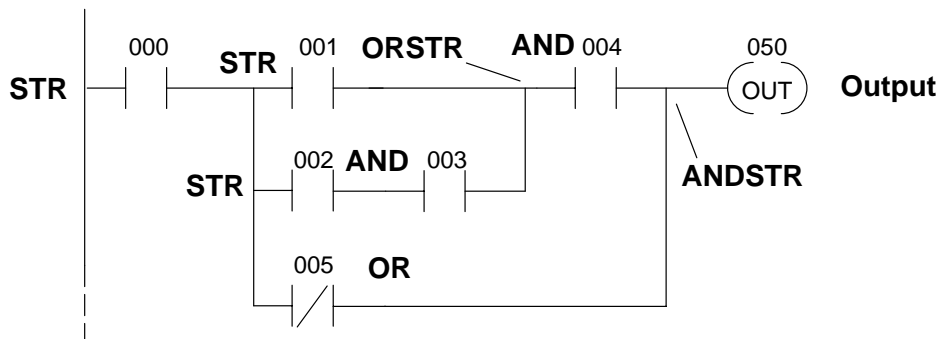 000
STR
001
ORSTR
AND
004
050
STR
OUT
Output
002
AND
003
STR
ANDSTR
005
OR